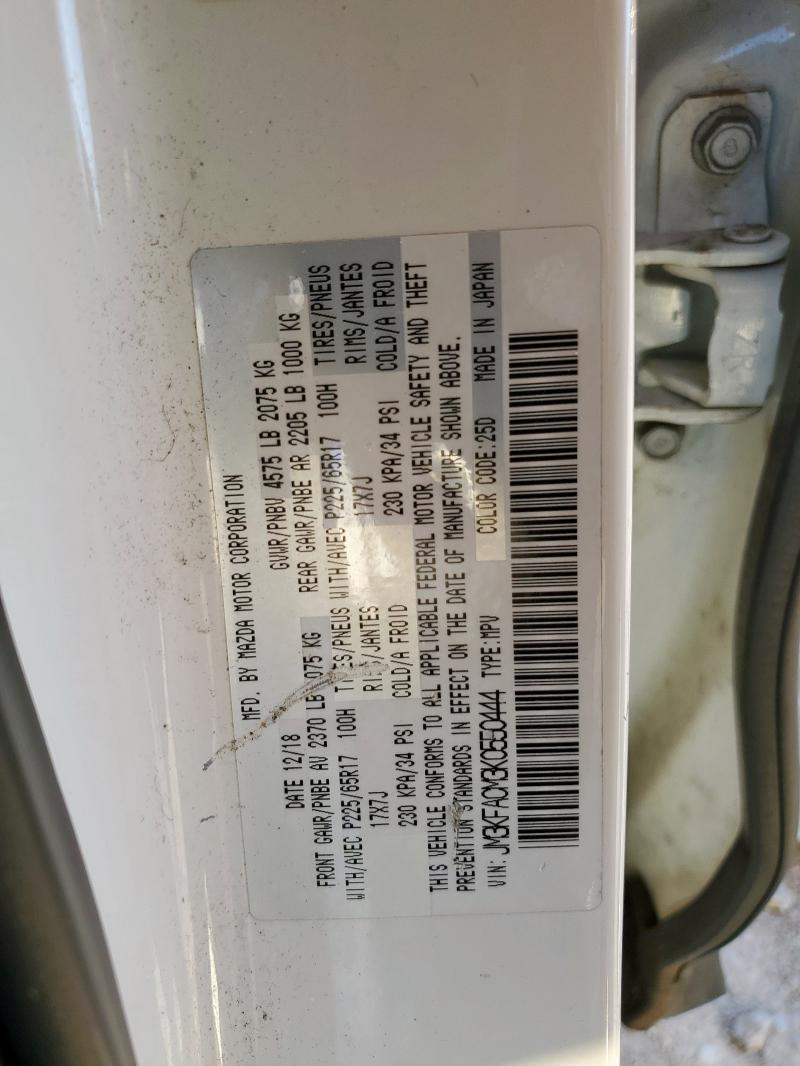 MFD. BY MAZDA MOTOR CORPORATION
DATE 12/18 GVWR/PNBV 4575 LB 2075 KG
FRONT GAWR/PNBE AV 2370 LB 1075 KG REAR GAWR/PNBE AR 2205 LB 1000 KG
WITH/AVEC P225/65R17 100H TIRES/PNEUS WITH/AVEC P225/65R17 100H TIRES/PNEUS
17X7J RIMS/JANTES 17X7J RIMS/JANTES
230 KPA/34 PSI COLD/A FROID 230 KPA/34 PSI COLD/A FROID
THIS VEHICLE CONFORMS TO ALL APPLICABLE FEDERAL MOTOR VEHICLE SAFETY AND THEFT
PREVENTION STANDARDS IN EFFECT ON THE DATE OF MANUFACTURE SHOWN ABOVE.
VIN: JM3KFACM3K0550444 TYPE:MPV COLOR CODE:25D MADE IN JAPAN